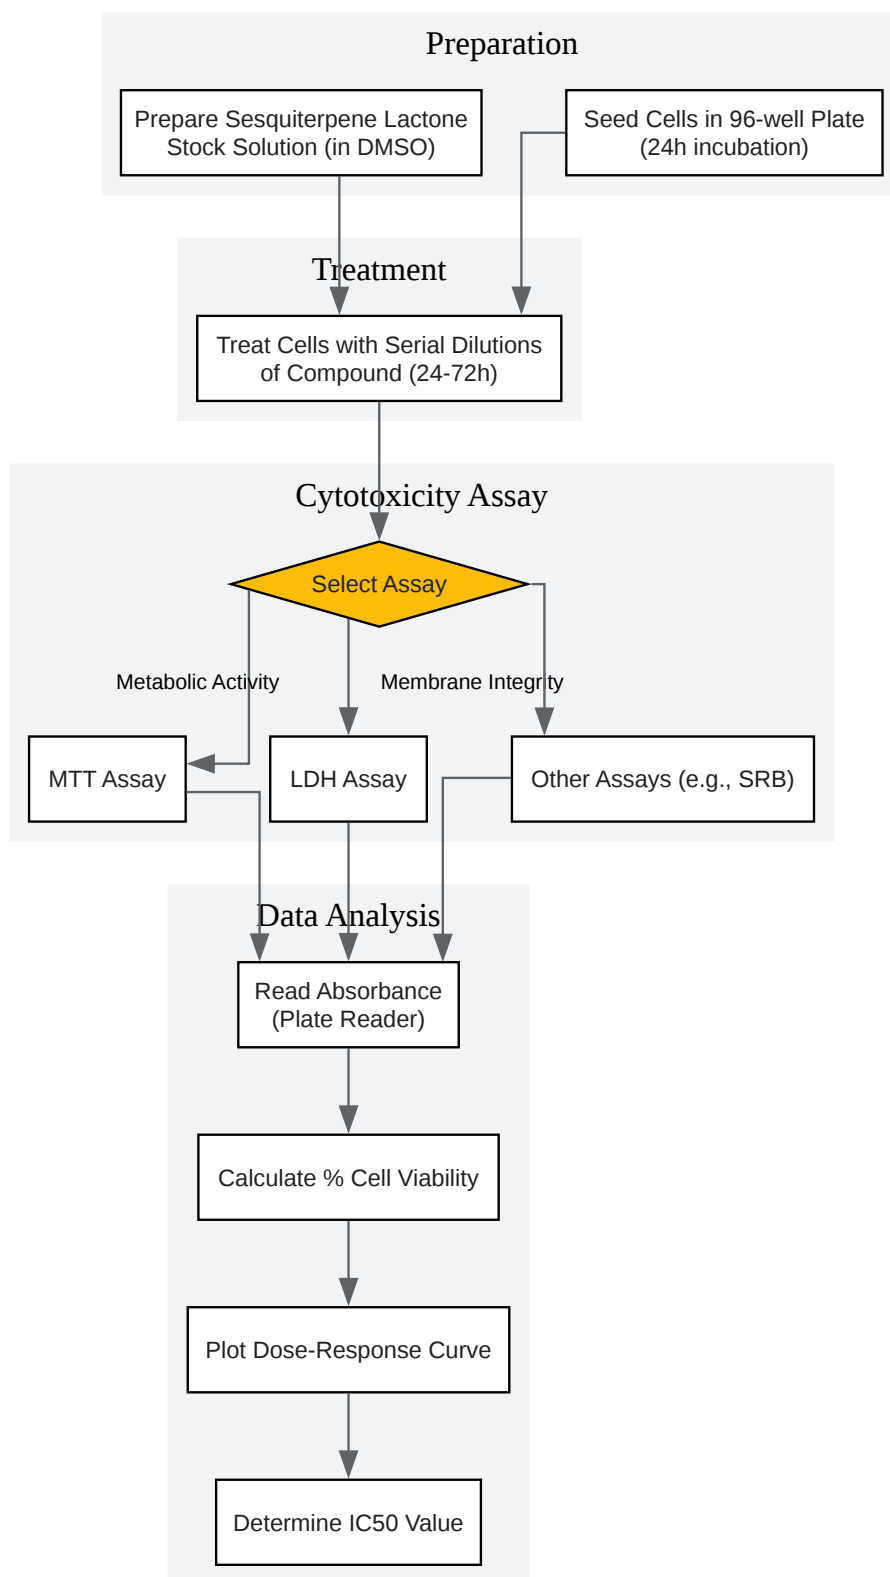 Preparation
Prepare Sesquiterpene Lactone
Stock Solution (in DMSO)
Seed Cells in 96-well Plate
(24h incubation)
Treatment
Treat Cells with Serial Dilutions
of Compound (24-72h)
Cytotoxicity Assay
Select Assay
Metabolic Activity
Membrane Integrity
MTT Assay
LDH Assay
Other Assays (e.g., SRB)
Data Analysis
Read Absorbance
(Plate Reader)
Calculate % Cell Viability
Plot Dose-Response Curve
Determine IC50 Value